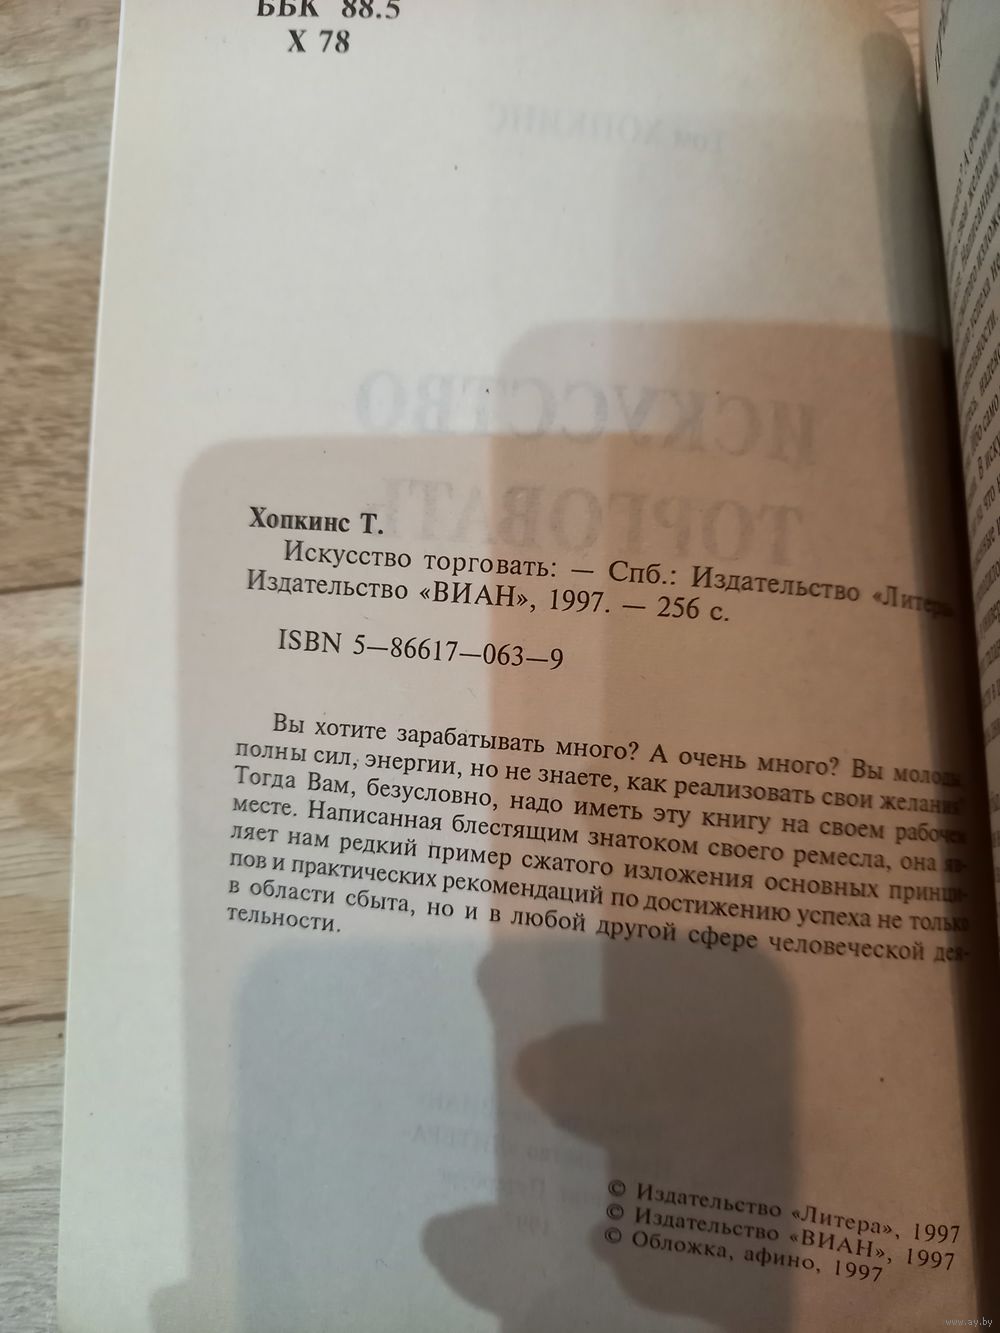 ББК 88.5
Х 78
Хопкинс Т.
Искусство торговать: — Спб.: Издательство «Литера»,
Издательство «ВИАН», 1997. — 256 с.
ISBN 5—86617—063—9
Вы хотите зарабатывать много? А очень много? Вы молоды,
полны сил, энергии, но не знаете, как реализовать свои желания?
Тогда Вам, безусловно, надо иметь эту книгу на своем рабочем
месте. Написанная блестящим знатоком своего ремесла, она яв-
ляет нам редкий пример сжатого изложения основных принци-
пов и практических рекомендаций по достижению успеха не только
в области сбыта, но и в любой другой сфере человеческой дея-
тельности.
© Издательство «Литера», 1997
© Издательство «ВИАН», 1997
© Обложка, афино, 1997
www.ay.by